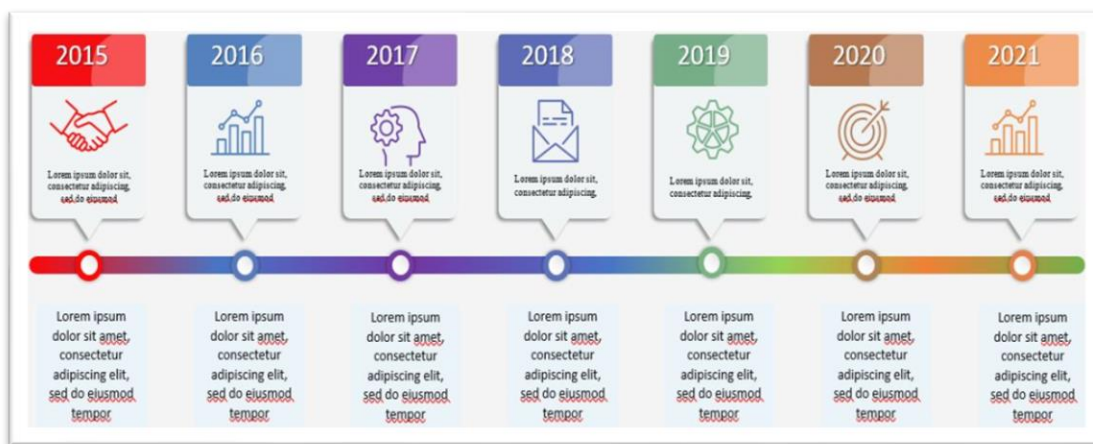 2015
Lorem ipsum dolor sit,
consectetur adipiscing,
sed do eiusmod
2016
Lorem ipsum dolor sit,
consectetur adipiscing,
sed do eiusmod
2017
Lorem ipsum dolor sit,
consectetur adipiscing,
sed do eiusmod
2018
Lorem ipsum dolor sit,
consectetur adipiscing,
2019
Lorem ipsum dolor sit,
consectetur adipiscing,
2020
Lorem ipsum dolor sit,
consectetur adipiscing,
sed do eiusmod
2021
Lorem ipsum dolor sit,
consectetur adipiscing,
sed do eiusmod
Lorem ipsum
dolor sit amet,
consectetur
adipiscing elit,
sed do eiusmod
tempor
Lorem ipsum
dolor sit amet,
consectetur
adipiscing elit,
sed do eiusmod
tempor
Lorem ipsum
dolor sit amet,
consectetur
adipiscing elit,
sed do eiusmod
tempor
Lorem ipsum
dolor sit amet,
consectetur
adipiscing elit,
sed do eiusmod
tempor
Lorem ipsum
dolor sit amet,
consectetur
adipiscing elit,
sed do eiusmod
tempor
Lorem ipsum
dolor sit amet,
consectetur
adipiscing elit,
sed do eiusmod
tempor
Lorem ipsum
dolor sit amet,
consectetur
adipiscing elit,
sed do eiusmod
tempor